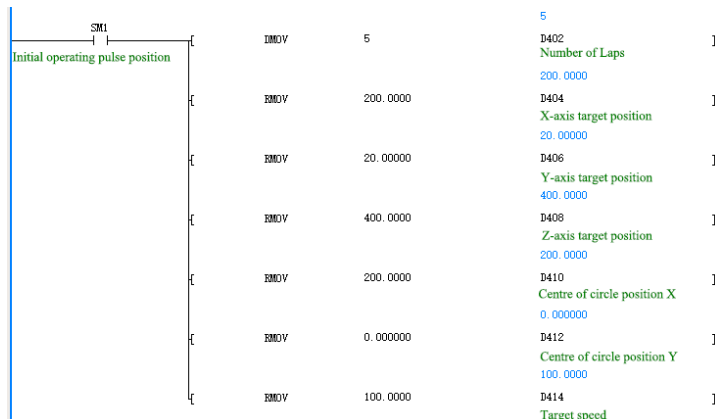 5
SM1
[ DMOV 5 D402 ]
Initial operating pulse position
Number of Laps
200.0000
[ RMOV 200.0000 D404 ]
X-axis target position
20.00000
[ RMOV 20.00000 D406 ]
Y-axis target position
400.0000
[ RMOV 400.0000 D408 ]
Z-axis target position
200.0000
[ RMOV 200.0000 D410 ]
Centre of circle position X
0.000000
[ RMOV 0.000000 D412 ]
Centre of circle position Y
100.0000
[ RMOV 100.0000 D414 ]
Target speed